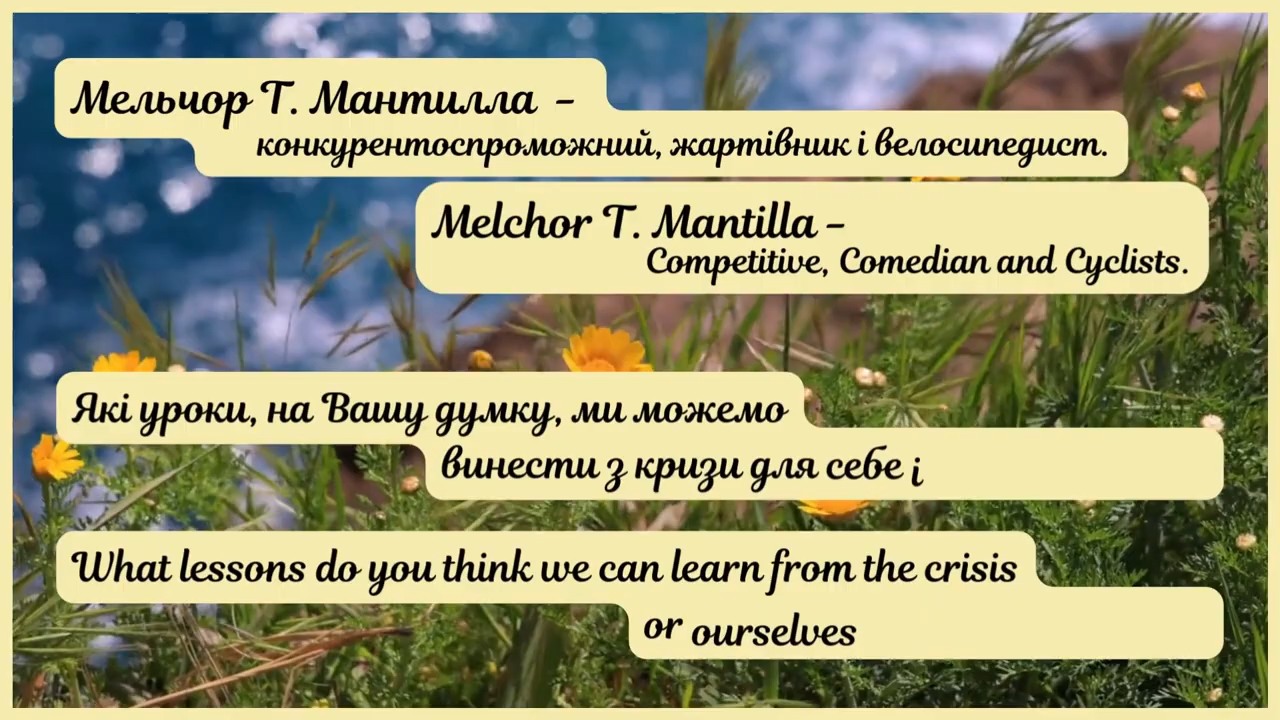 Мельчор Т. Мантилла –
конкурентоспроможний, жартівник і велосипедист.
Melchor T. Mantilla –
Competitive, Comedian and Cyclists.
Які уроки, на Вашу думку, ми можемо
винести з кризи для себе і
What lessons do you think we can learn from the crisis
or ourselves